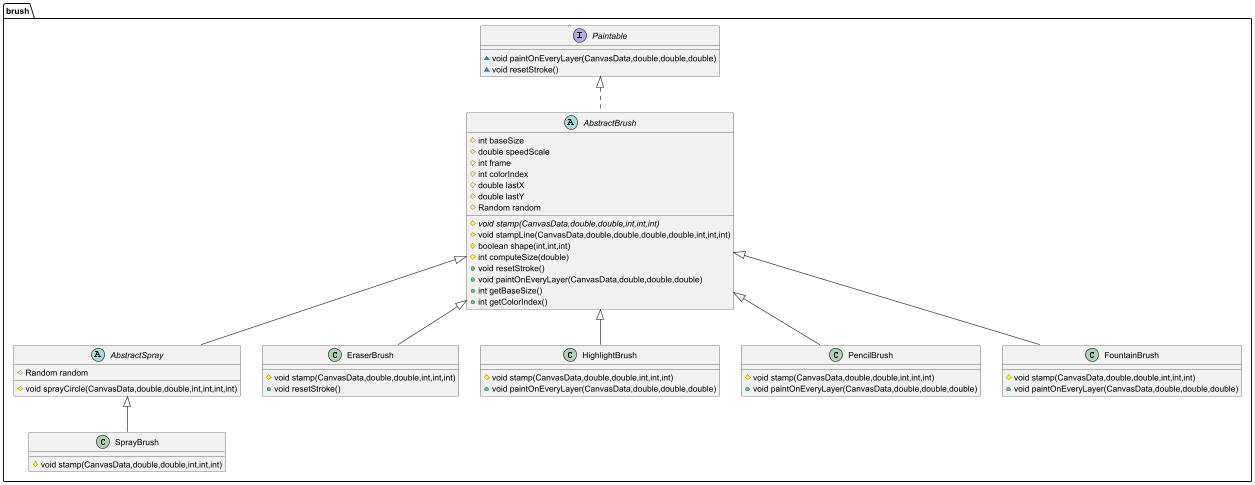 brush
I Paintable
void paintOnEveryLayer(CanvasData,double,double,double)
void resetStroke()
A AbstractBrush
int baseSize
double speedScale
int frame
int colorIndex
double lastX
double lastY
Random random
void stamp(CanvasData,double,double,int,int,int)
void stampLine(CanvasData,double,double,double,double,int,int,int)
boolean shape(int,int,int)
int computeSize(double)
void resetStroke()
void paintOnEveryLayer(CanvasData,double,double,double)
int getBaseSize()
int getColorIndex()
A AbstractSpray
Random random
void sprayCircle(CanvasData,double,double,int,int,int,int)
C EraserBrush
void stamp(CanvasData,double,double,int,int,int)
void resetStroke()
C HighlightBrush
void stamp(CanvasData,double,double,int,int,int)
void paintOnEveryLayer(CanvasData,double,double,double)
C PencilBrush
void stamp(CanvasData,double,double,int,int,int)
void paintOnEveryLayer(CanvasData,double,double,double)
C FountainBrush
void stamp(CanvasData,double,double,int,int,int)
void paintOnEveryLayer(CanvasData,double,double,double)
C SprayBrush
void stamp(CanvasData,double,double,int,int,int)